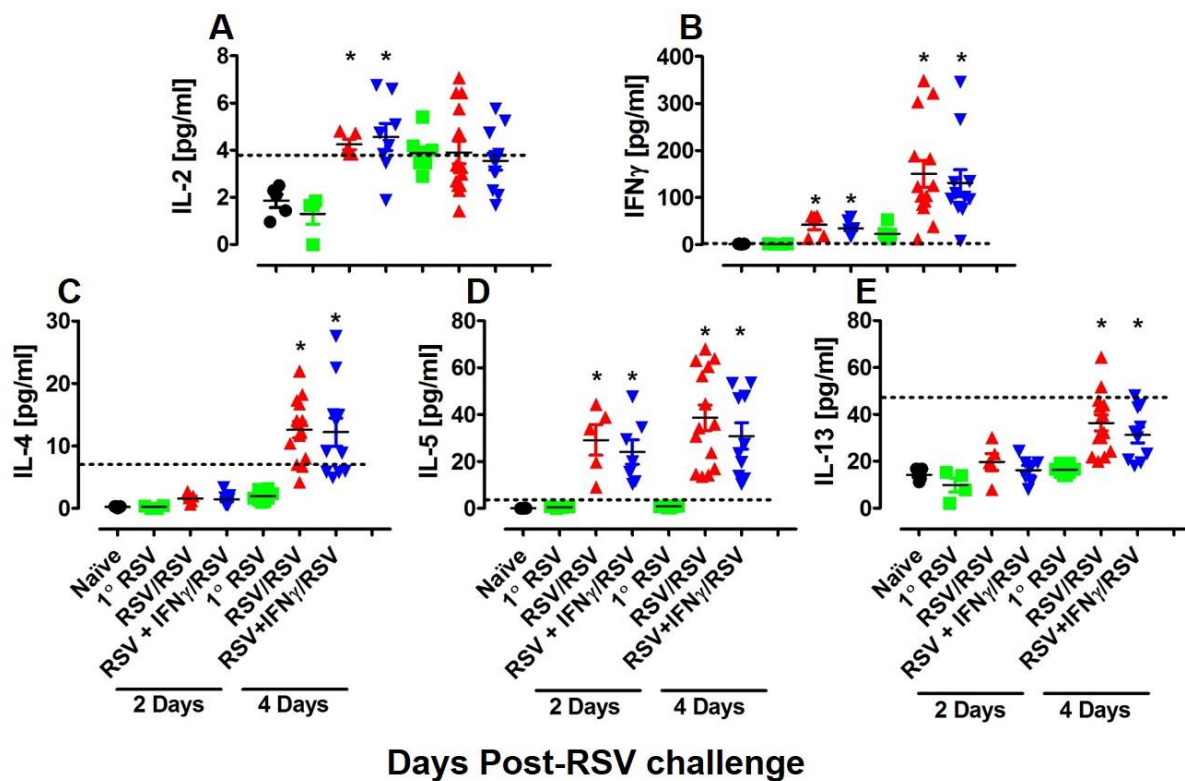 A
IL-2 [pg/ml]
8
6
4
2
0
* *
B
IFNγ [pg/ml]
400
300
200
100
0
* * * *
C
IL-4 [pg/ml]
30
20
10
0
* *
Naïve
1° RSV
RSV/RSV
RSV + IFNγ/RSV
1° RSV
RSV/RSV
RSV+IFNγ/RSV
2 Days
4 Days
D
IL-5 [pg/ml]
80
60
40
20
0
* * * *
Naïve
1° RSV
RSV/RSV
RSV + IFNγ/RSV
1° RSV
RSV/RSV
RSV+IFNγ/RSV
2 Days
4 Days
E
IL-13 [pg/ml]
80
60
40
20
0
* *
Naïve
1° RSV
RSV/RSV
RSV + IFNγ/RSV
1° RSV
RSV/RSV
RSV+IFNγ/RSV
2 Days
4 Days
Days Post-RSV challenge